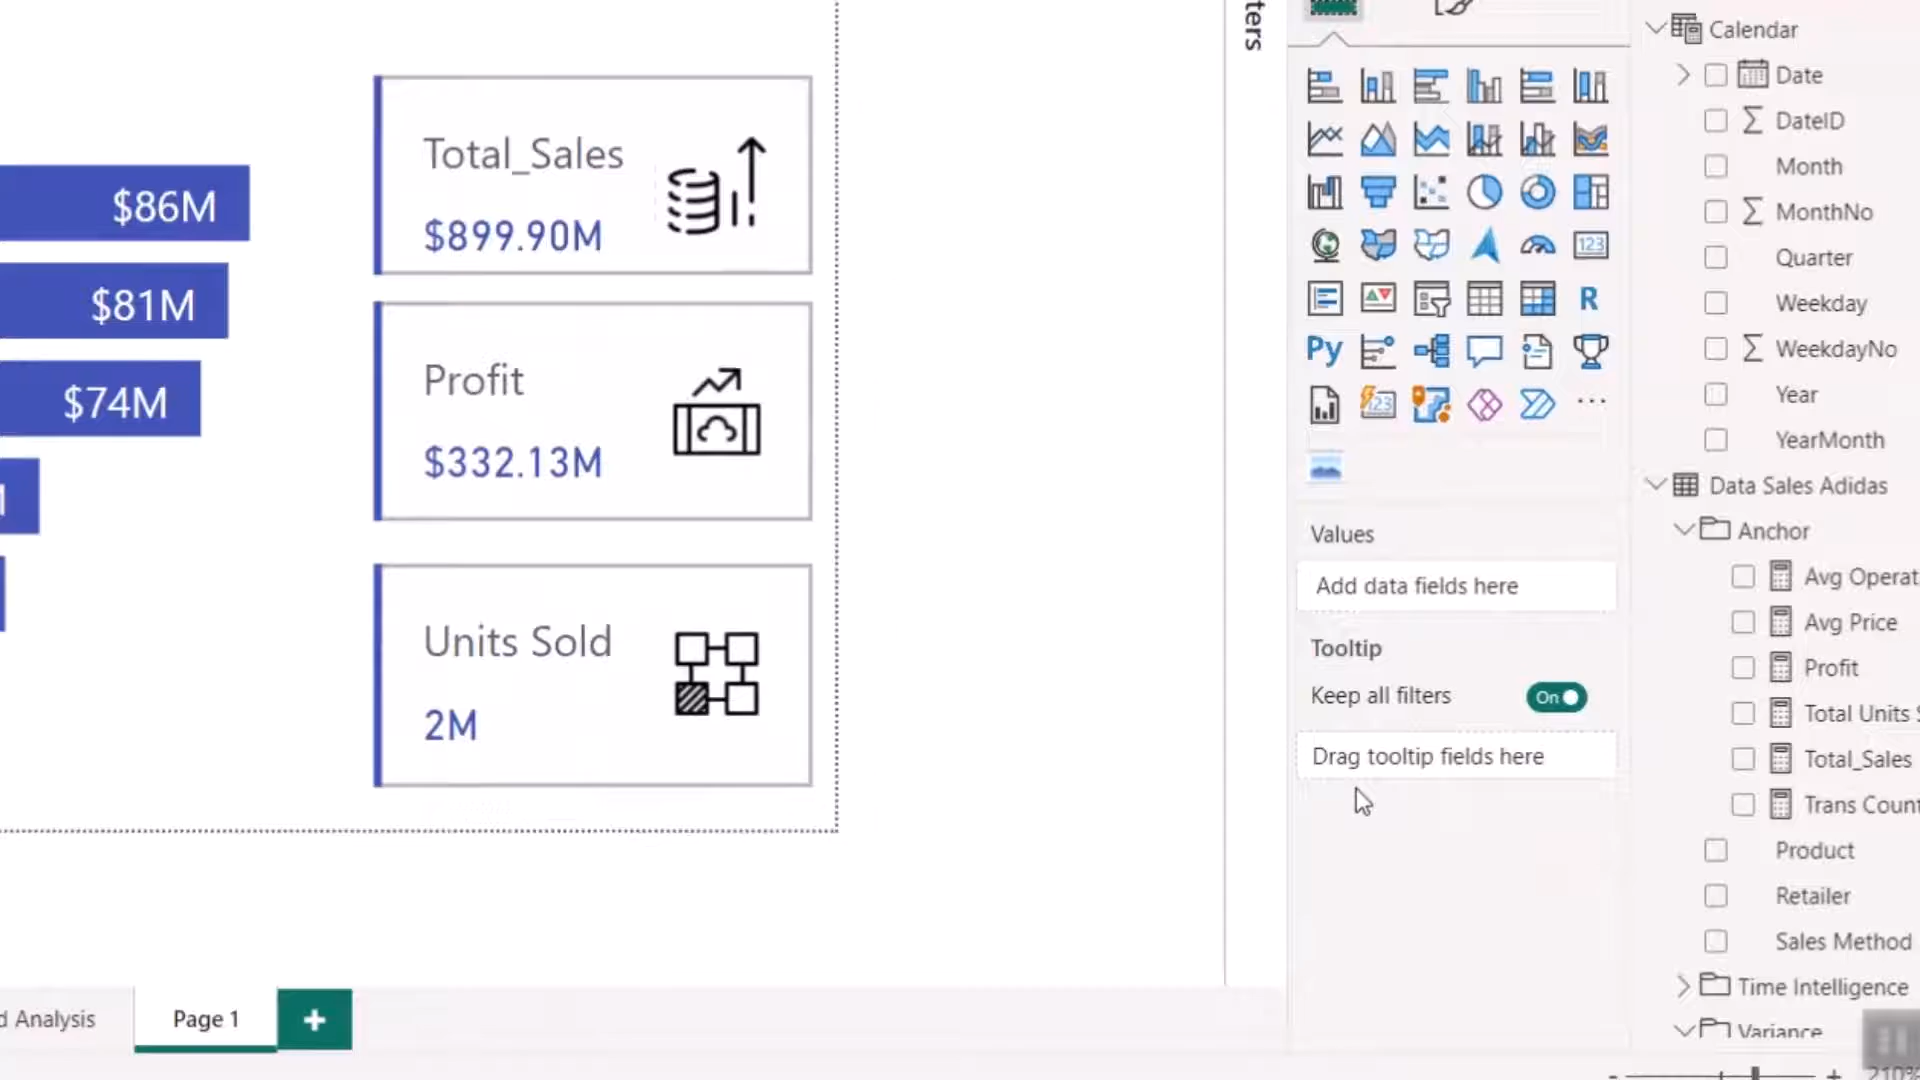 $86M
$81M
$74M
Total_Sales
$899.90M
Profit
$332.13M
Units Sold
2M
d Analysis
Page 1
+
ters
123
R
Py
123
...
Values
Add data fields here
Tooltip
Keep all filters
On
Drag tooltip fields here
Calendar
Date
DateID
Month
MonthNo
Quarter
Weekday
WeekdayNo
Year
YearMonth
Data Sales Adidas
Anchor
Avg Operat
Avg Price
Profit
Total Units S
Total_Sales
Trans Count
Product
Retailer
Sales Method
Time Intelligence
Variance
- + 210%